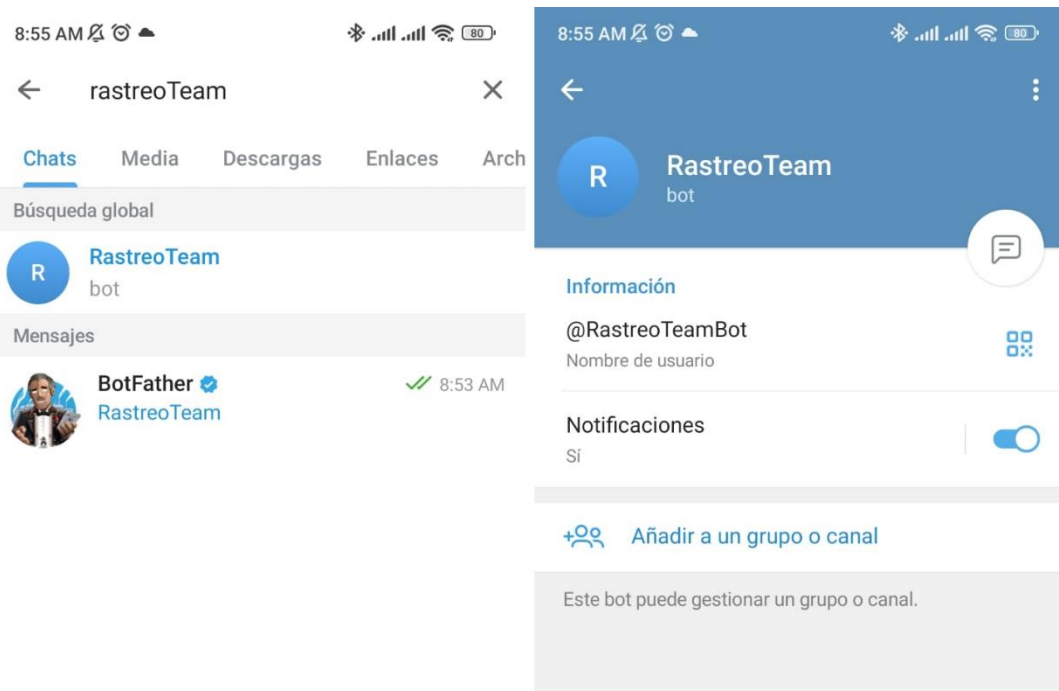 8:55 AM 80
rastreoTeam
Chats Media Descargas Enlaces Arch
Búsqueda global
R
RastreoTeam
bot
Mensajes
BotFather 8:53 AM
RastreoTeam
8:55 AM 80
R
RastreoTeam
bot
Información
@RastreoTeamBot
Nombre de usuario
Notificaciones
Sí
Añadir a un grupo o canal
Este bot puede gestionar un grupo o canal.